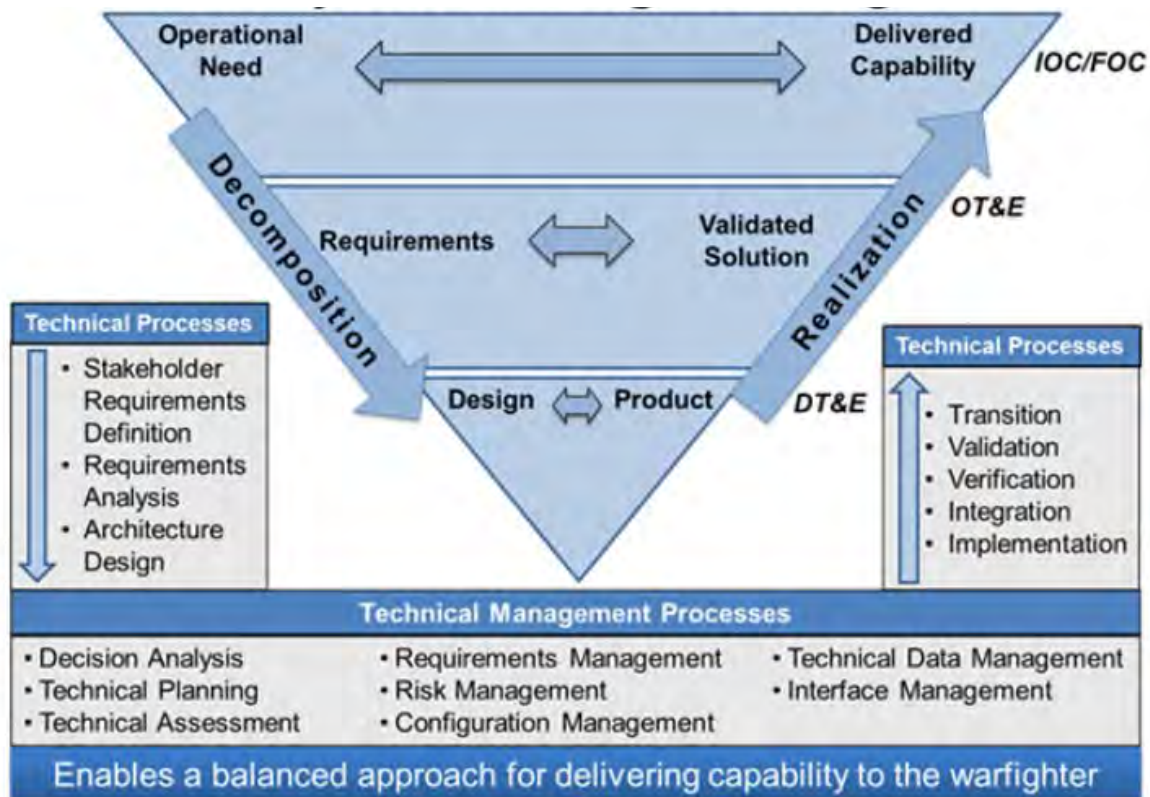 Operational
Need
Delivered
Capability
IOC/FOC
Decomposition
Realization
OT&E
Requirements
Validated
Solution
Design
Product
DT&E
Technical Processes
• Stakeholder
Requirements
Definition
• Requirements
Analysis
• Architecture
Design
Technical Processes
• Transition
• Validation
• Verification
• Integration
• Implementation
Technical Management Processes
• Decision Analysis
• Technical Planning
• Technical Assessment
• Requirements Management
• Risk Management
• Configuration Management
• Technical Data Management
• Interface Management
Enables a balanced approach for delivering capability to the warfighter